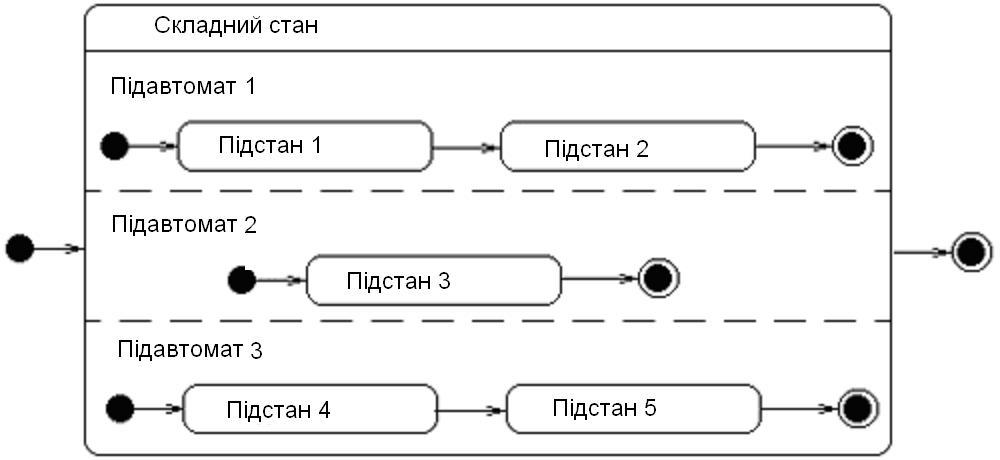 Складний стан
Підавтомат 1
Підстан 1
Підстан 2
Підавтомат 2
Підстан 3
Підавтомат 3
Підстан 4
Підстан 5